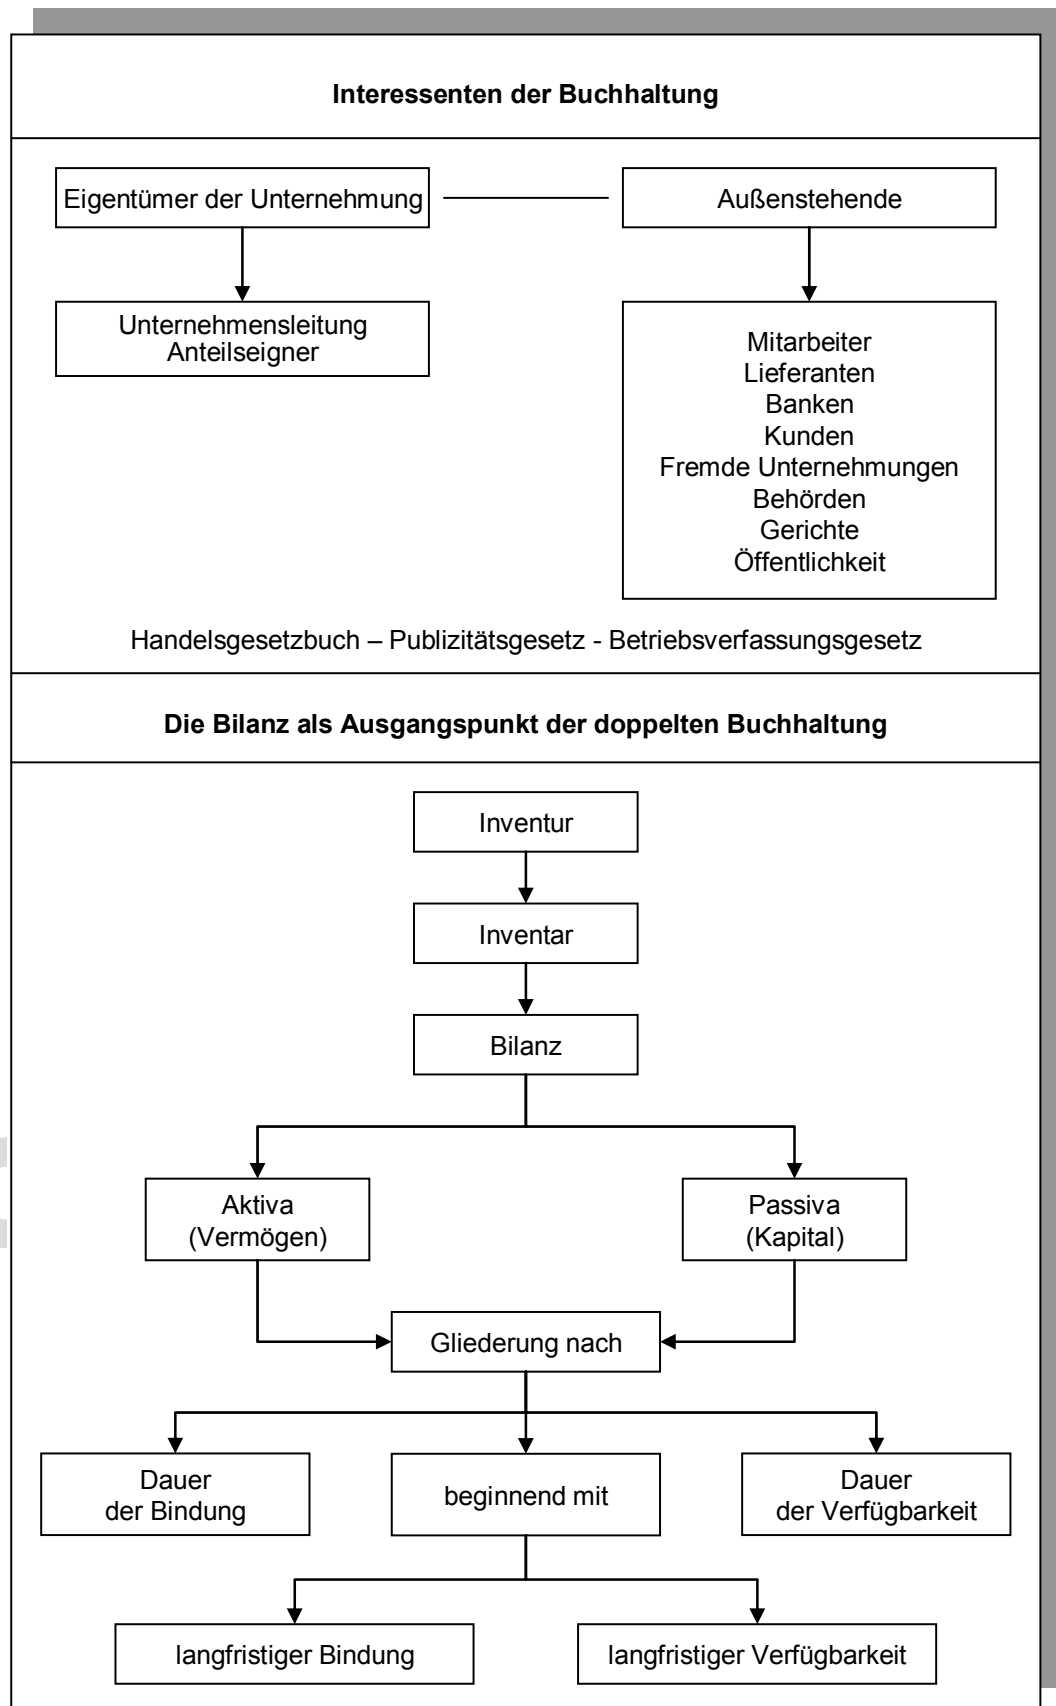 Interessenten der Buchhaltung
Eigentümer der Unternehmung
Außenstehende
Unternehmensleitung
Anteilseigner
Mitarbeiter
Lieferanten
Banken
Kunden
Fremde Unternehmungen
Behörden
Gerichte
Öffentlichkeit
Handelsgesetzbuch – Publizitätsgesetz - Betriebsverfassungsgesetz
Die Bilanz als Ausgangspunkt der doppelten Buchhaltung
Inventur
Inventar
Bilanz
Aktiva
(Vermögen)
Passiva
(Kapital)
Gliederung nach
Dauer
der Bindung
beginnend mit
Dauer
der Verfügbarkeit
langfristiger Bindung
langfristiger Verfügbarkeit